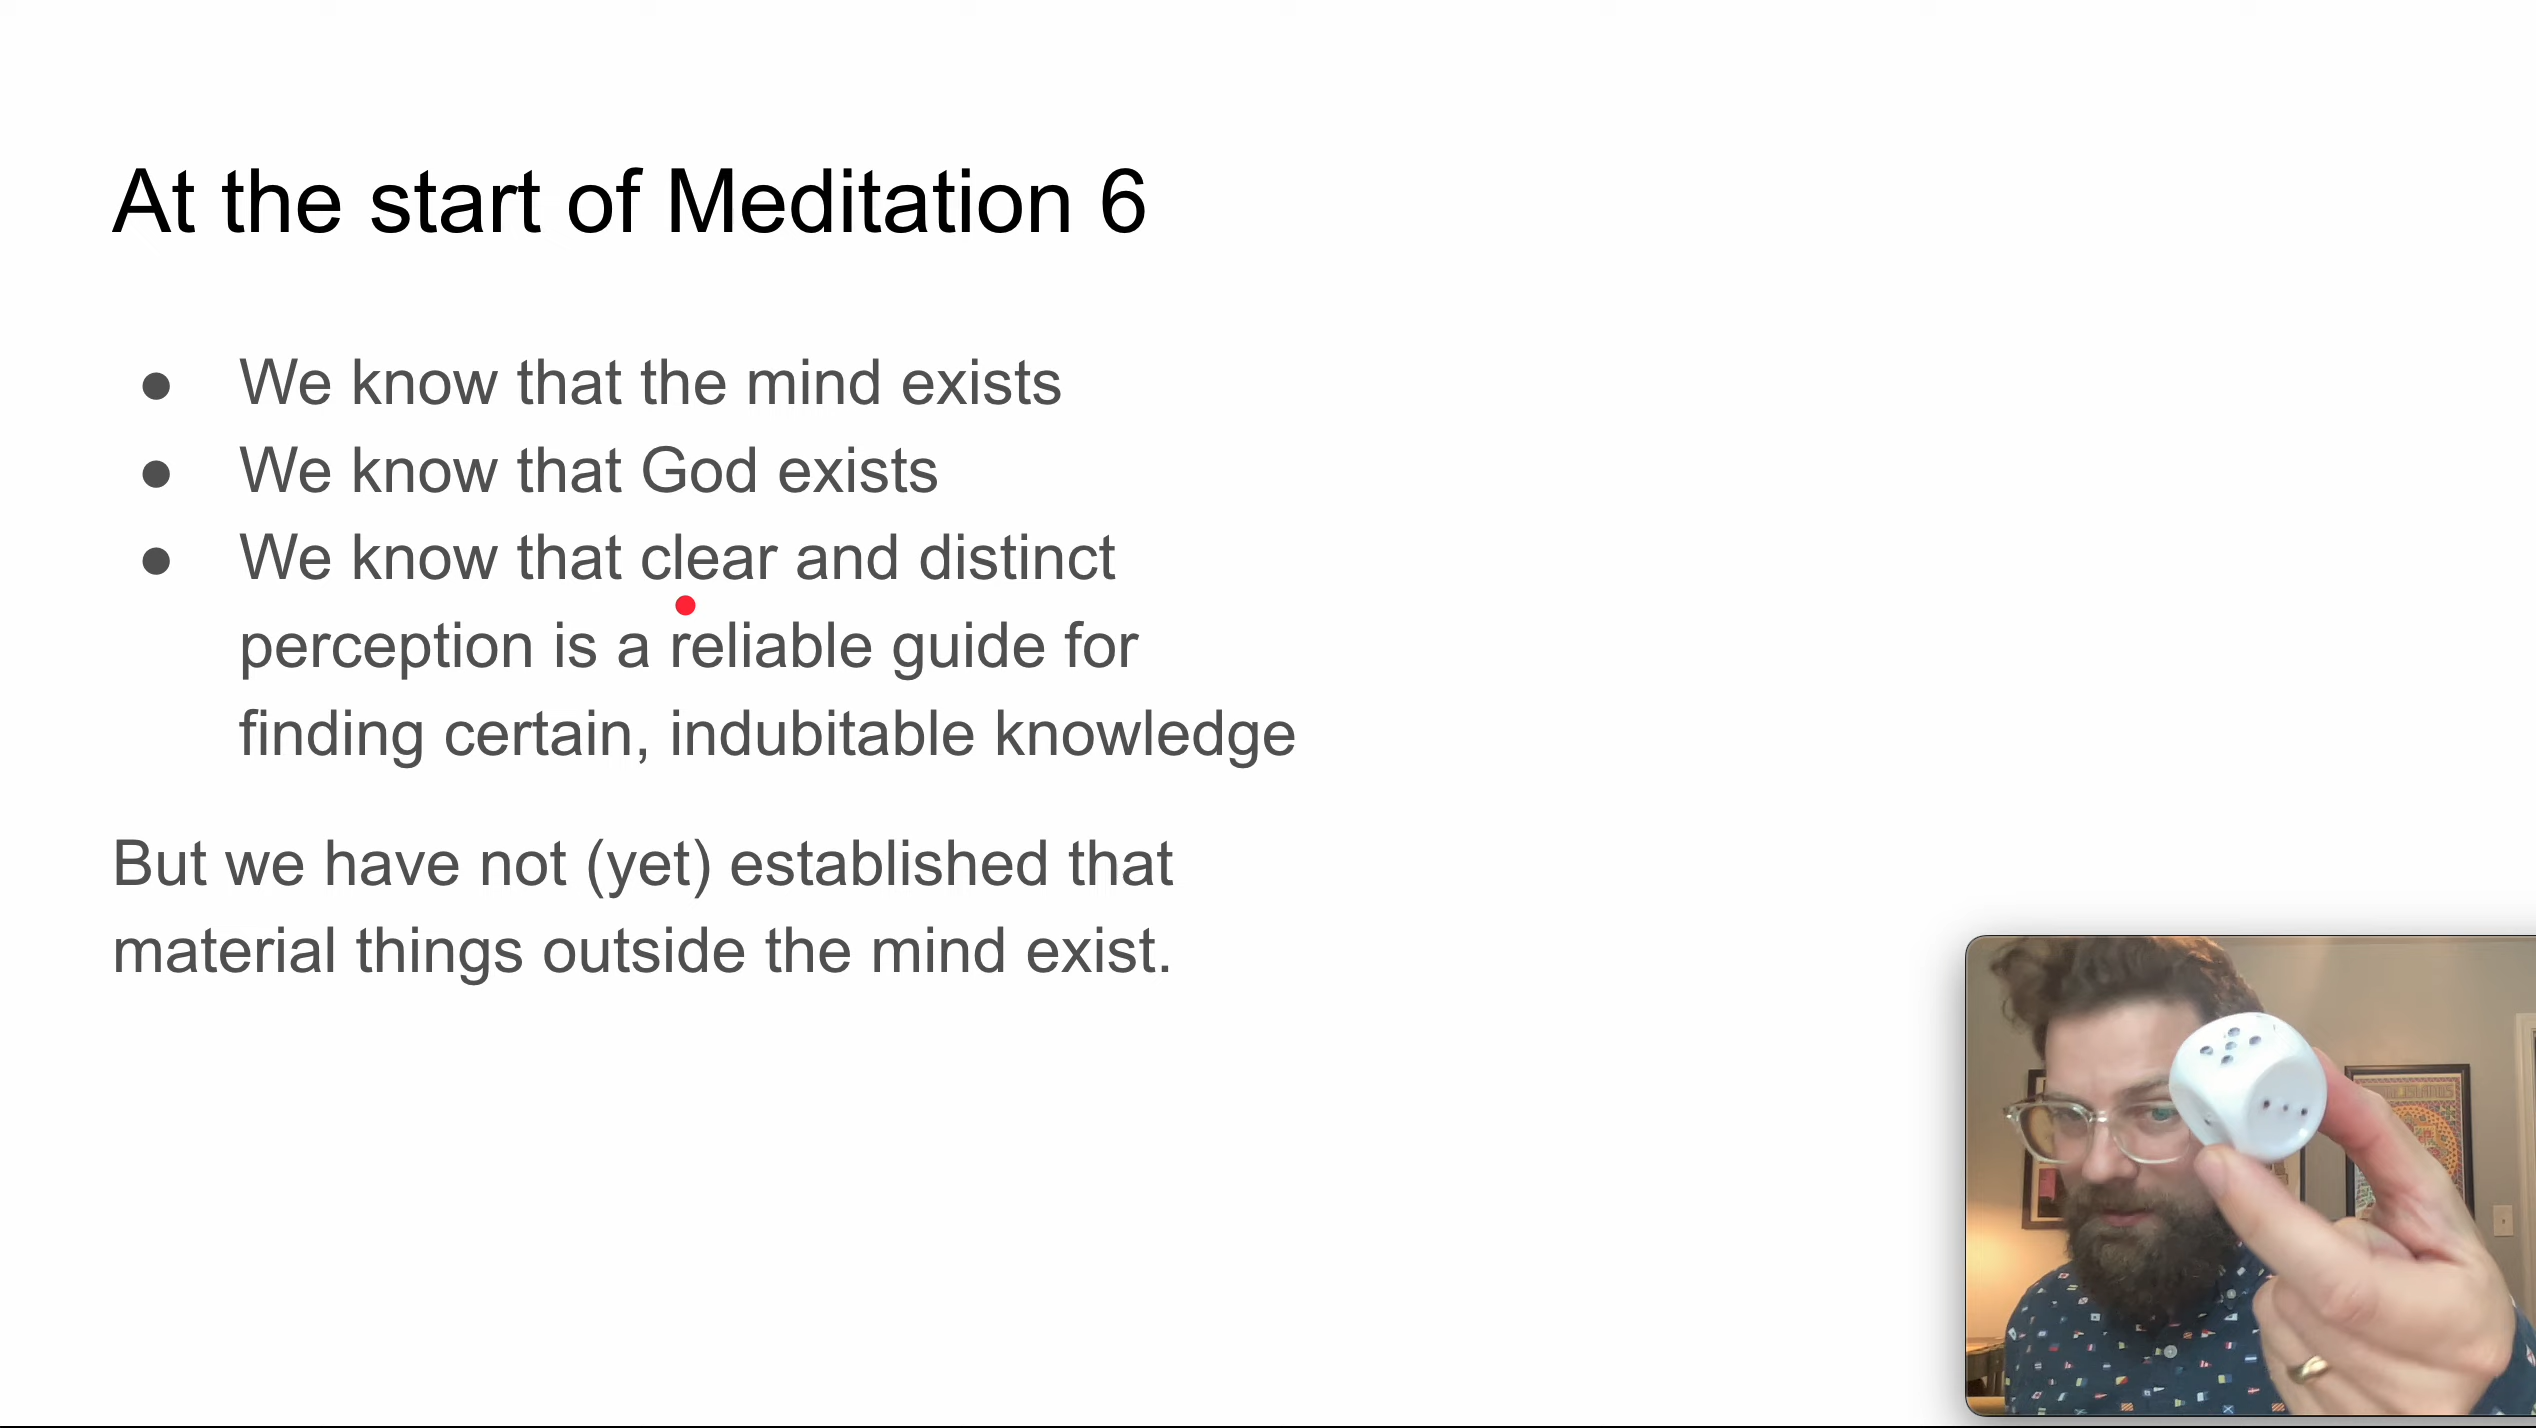 At the start of Meditation 6
● We know that the mind exists
● We know that God exists
● We know that clear and distinct
perception is a reliable guide for
finding certain, indubitable knowledge
But we have not (yet) established that
material things outside the mind exist.